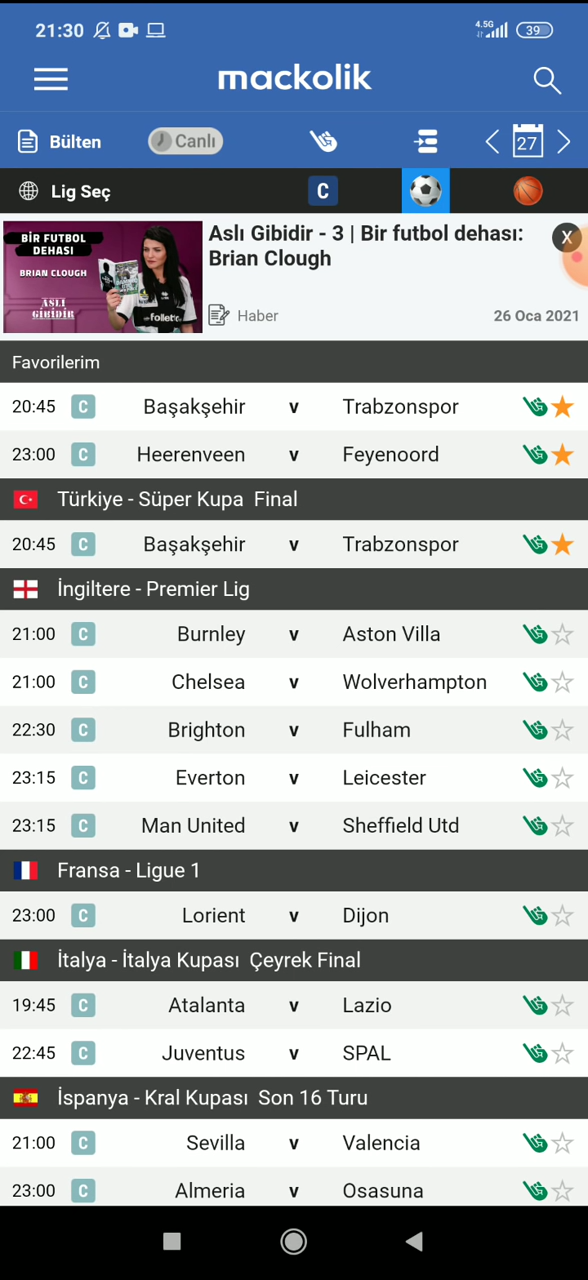 21:30
4.5G
39
mackolik
Bülten
Canlı
27
Lig Seç
C
BİR FUTBOL
DEHASI
BRIAN CLOUGH
follett
ASLI
GİBİDİR
Aslı Gibidir - 3 | Bir futbol dehası:
Brian Clough
X
Haber
26 Oca 2021
Favorilerim
20:45 C Başakşehir v Trabzonspor
23:00 C Heerenveen v Feyenoord
Türkiye - Süper Kupa Final
20:45 C Başakşehir v Trabzonspor
İngiltere - Premier Lig
21:00 C Burnley v Aston Villa
21:00 C Chelsea v Wolverhampton
22:30 C Brighton v Fulham
23:15 C Everton v Leicester
23:15 C Man United v Sheffield Utd
Fransa - Ligue 1
23:00 C Lorient v Dijon
İtalya - İtalya Kupası Çeyrek Final
19:45 C Atalanta v Lazio
22:45 C Juventus v SPAL
İspanya - Kral Kupası Son 16 Turu
21:00 C Sevilla v Valencia
23:00 C Almeria v Osasuna